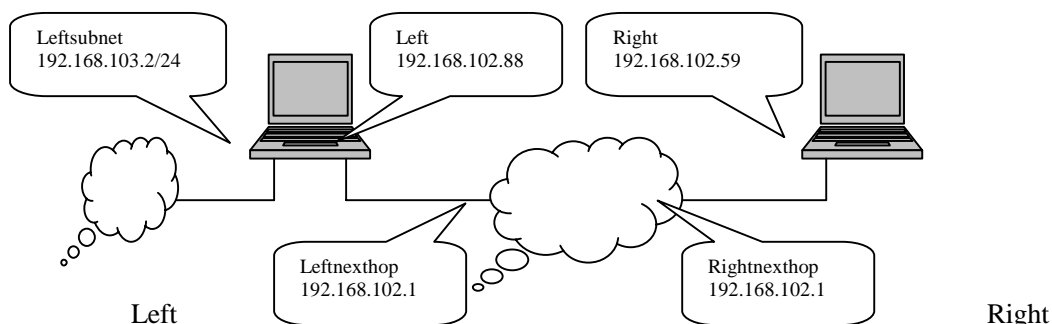 Leftsubnet
192.168.103.2/24
Left
192.168.102.88
Right
192.168.102.59
Leftnexthop
192.168.102.1
Rightnexthop
192.168.102.1
Left
Right